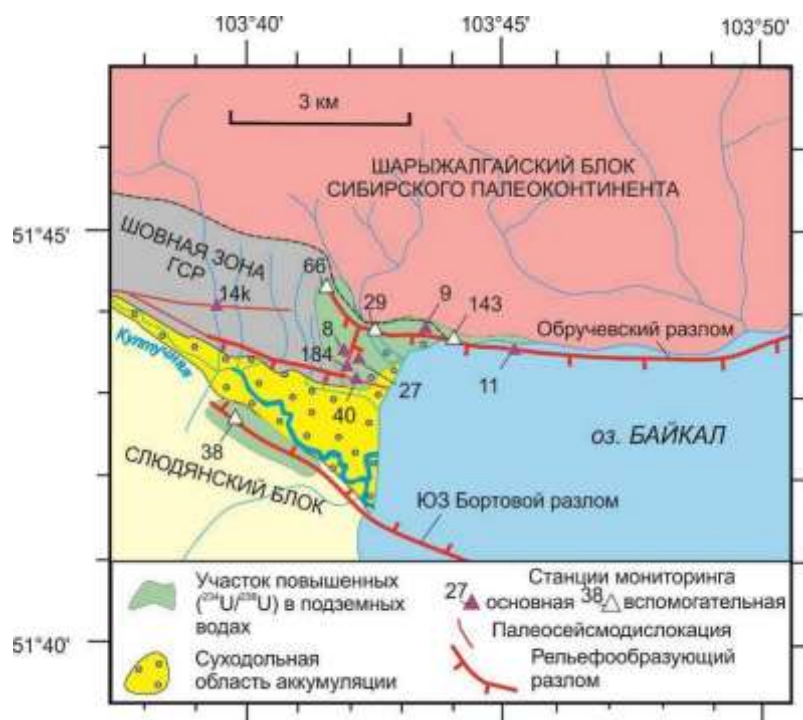 103°40' 103°45' 103°50'
3 км
ШАРЫЖАЛГАЙСКИЙ БЛОК
СИБИРСКОГО ПАЛЕОКОНТИНЕНТА
51°45'
ШОВНАЯ ЗОНА
ГСР
66
14k
29
9
143
8
Обручевский разлом
184
Култучная
27
11
40
оз. БАЙКАЛ
38
СЛЮДЯНСКИЙ БЛОК
ЮЗ Бортовой разлом
Участок повышенных
(²³⁴U/²³⁸U) в подземных
водах
Суходольная
область аккумуляции
Станции мониторинга
27 основная 38 вспомогательная
Палеосейсмодислокация
Рельефообразующий
разлом
51°40'